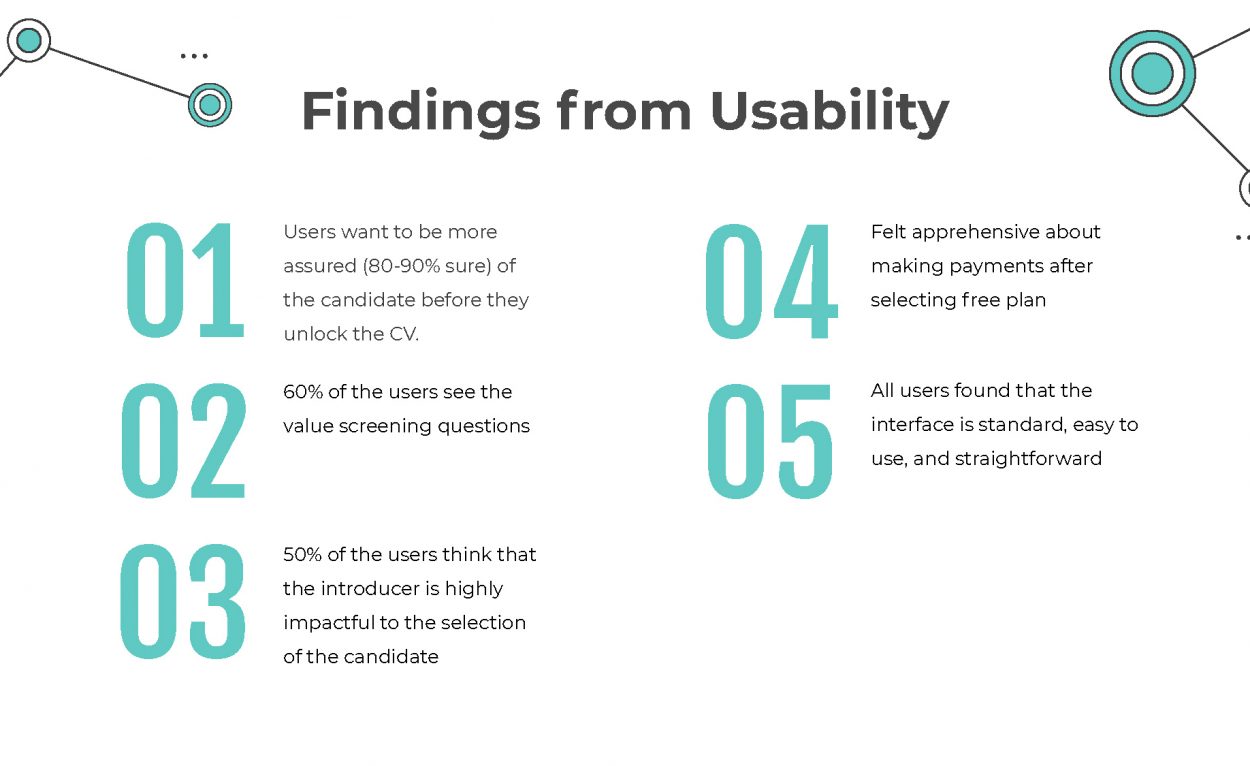 Findings from Usability
01
Users want to be more
assured (80-90% sure) of
the candidate before they
unlock the CV.
02
60% of the users see the
value screening questions
03
50% of the users think that
the introducer is highly
impactful to the selection
of the candidate
04
Felt apprehensive about
making payments after
selecting free plan
05
All users found that the
interface is standard, easy to
use, and straightforward